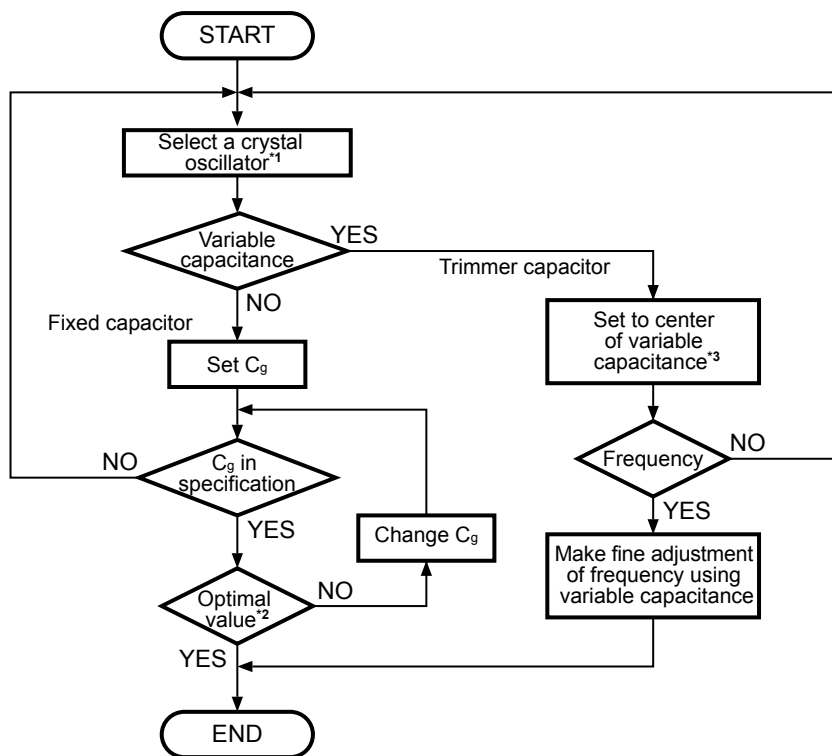 START
Select a crystal
oscillator*1
Variable
capacitance
YES
Trimmer capacitor
NO
Fixed capacitor
Set Cg
Set to center
of variable
capacitance*3
Cg in
specification
NO
YES
Frequency
NO
YES
Change Cg
Make fine adjustment
of frequency using
variable capacitance
Optimal
value*2
NO
YES
END